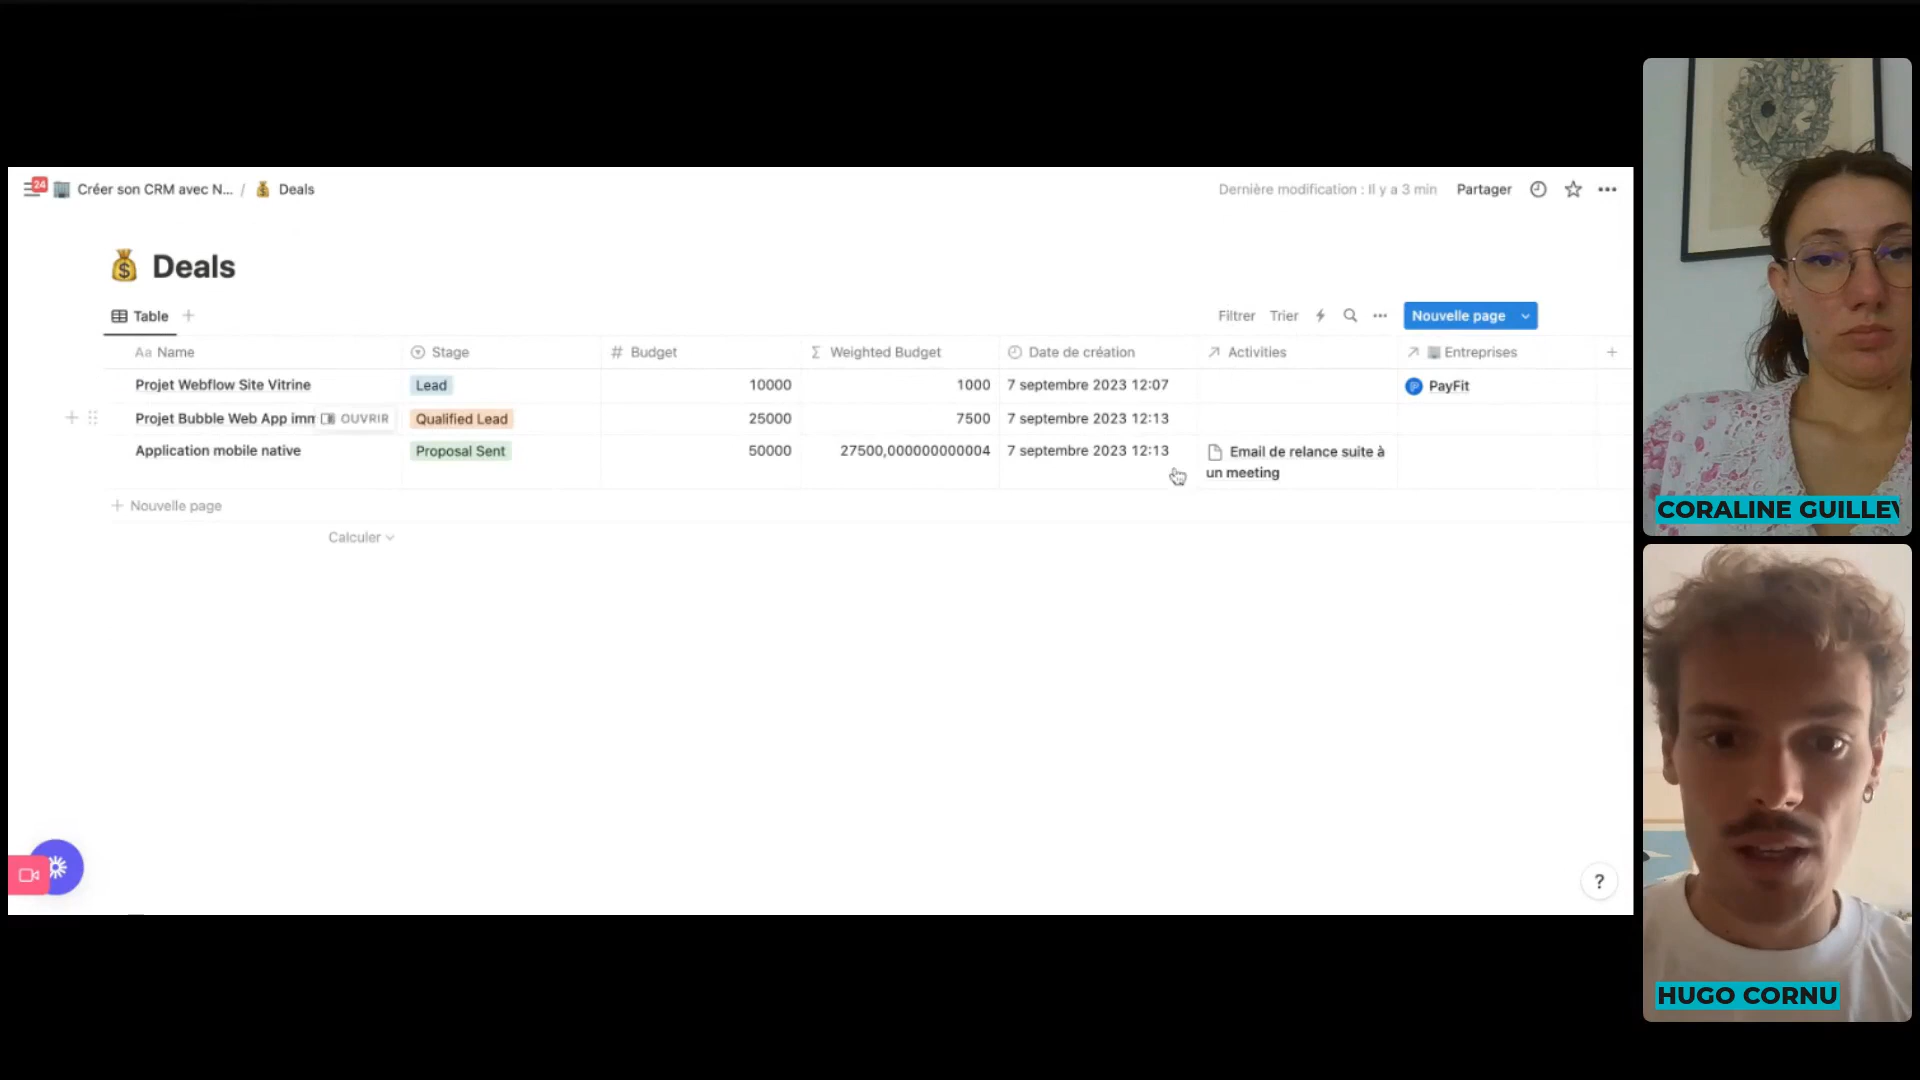 24 Créer son CRM avec N... / Deals
Dernière modification : Il y a 3 min Partager
Deals
Table
Filtrer Trier Nouvelle page
Aa Name Stage # Budget Σ Weighted Budget Date de création Activities Entreprises
Projet Webflow Site Vitrine Lead 10000 1000 7 septembre 2023 12:07 PayFit
Projet Bubble Web App imm OUVRIR Qualified Lead 25000 7500 7 septembre 2023 12:13
Application mobile native Proposal Sent 50000 27500,000000000004 7 septembre 2023 12:13 Email de relance suite à
un meeting
+ Nouvelle page
Calculer
?
CORALINE GUILLEV
HUGO CORNU